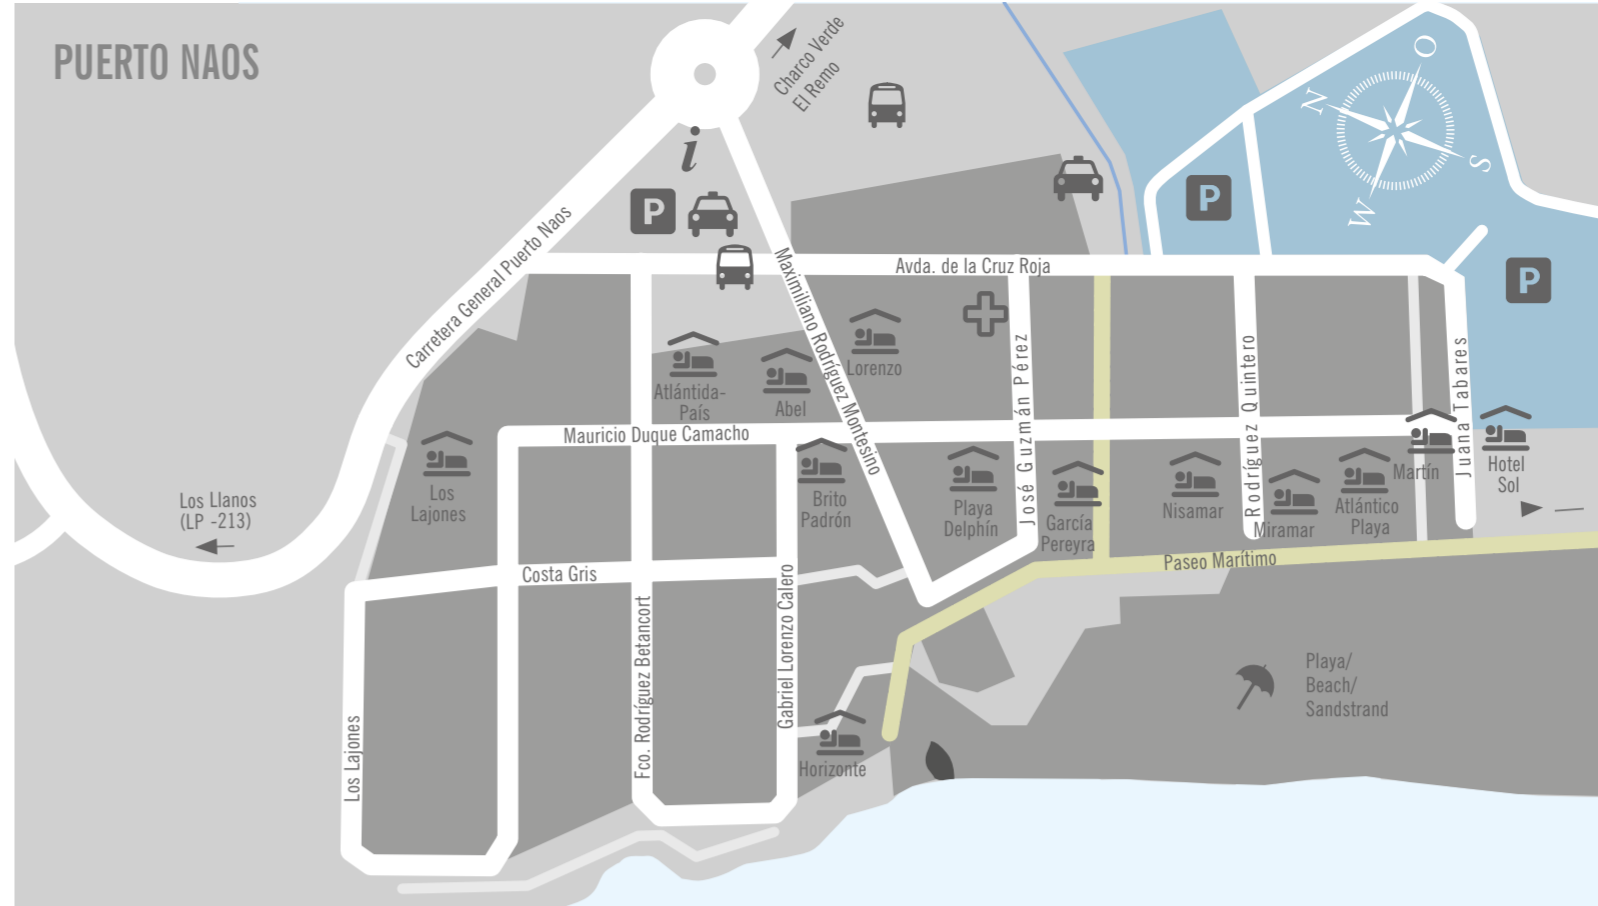 PUERTO NAOS
Charco Verde
El Remo
i
P
P
P
N
O
S
W
Carretera General Puerto Naos
Maximiliano Rodríguez Montesino
Avda. de la Cruz Roja
José Guzmán Pérez
Rodríguez Quintero
Juana Tabares
Lorenzo
Atlántida-
País
Abel
Mauricio Duque Camacho
Los
Lajones
Brito
Padrón
Playa
Delphín
García
Pereyra
Nisamar
Miramar
Atlántico
Playa
Martín
Hotel
Sol
Los Llanos
(LP -213)
Costa Gris
Paseo Marítimo
Los Lajones
Fco. Rodríguez Betancort
Gabriel Lorenzo Calero
Horizonte
Playa/
Beach/
Sandstrand